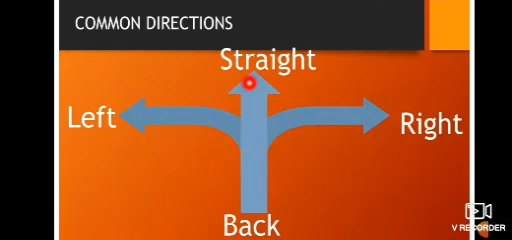 COMMON DIRECTIONS
Straight
Left
Right
Back
V RECORDER